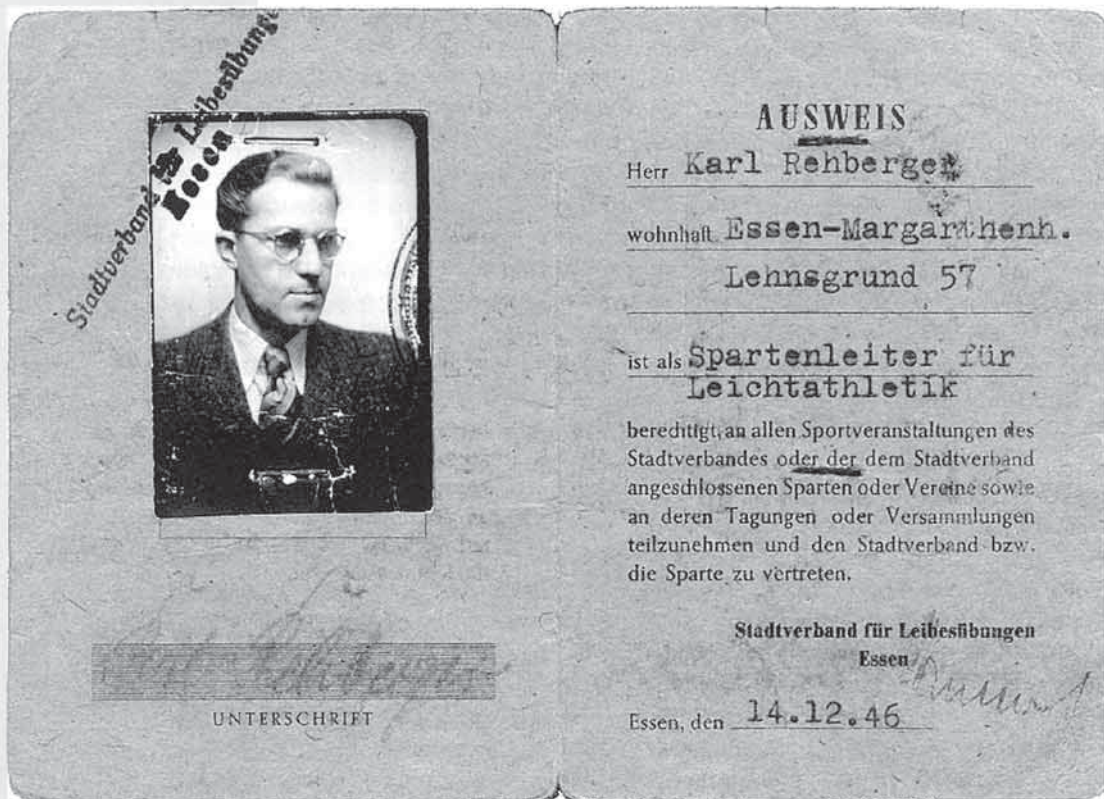 Stadtverband für Leibesübunge
Essen
UNTERSCHRIFT
AUSWEIS
Herr Karl Rehberger
wohnhaft Essen-Margarethenh.
Lehnsgrund 57
ist als Spartenleiter für
Leichtathletik
berechtigt, an allen Sportveranstaltungen des
Stadtverbandes oder der dem Stadtverband
angeschlossenen Sparten oder Vereine sowie
an deren Tagungen oder Versammlungen
teilzunehmen und den Stadtverband bzw.
die Sparte zu vertreten.
Stadtverband für Leibesübungen
Essen
Essen, den 14.12.46